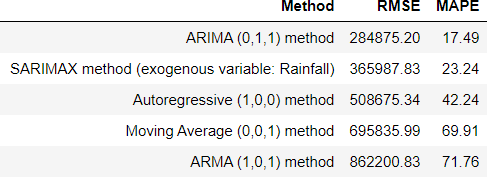 Method RMSE MAPE
ARIMA (0,1,1) method 284875.20 17.49
SARIMAX method (exogenous variable: Rainfall) 365987.83 23.24
Autoregressive (1,0,0) method 508675.34 42.24
Moving Average (0,0,1) method 695835.99 69.91
ARMA (1,0,1) method 862200.83 71.76